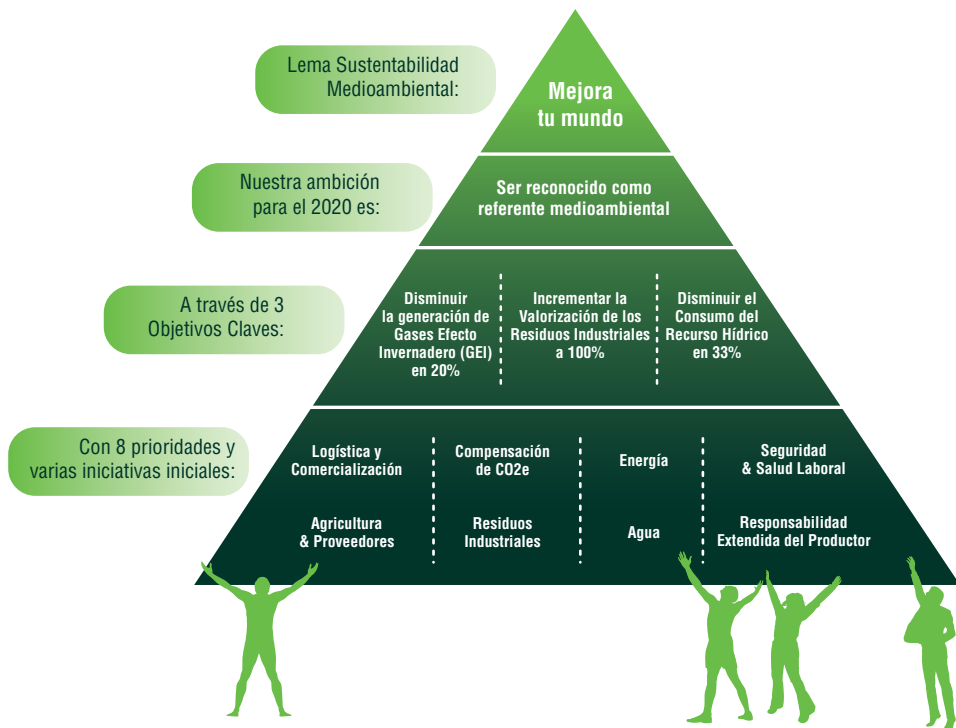 Lema Sustentabilidad
Medioambiental:
Mejora
tu mundo
Nuestra ambición
para el 2020 es:
Ser reconocido como
referente medioambiental
A través de 3
Objetivos Claves:
Disminuir
la generación de
Gases Efecto
Invernadero (GEI)
en 20%
Incrementar la
Valorización de los
Residuos Industriales
a 100%
Disminuir el
Consumo del
Recurso Hídrico
en 33%
Con 8 prioridades y
varias iniciativas iniciales:
Logística y
Comercialización
Compensación
de CO2e
Energía
Seguridad
& Salud Laboral
Agricultura
& Proveedores
Residuos
Industriales
Agua
Responsabilidad
Extendida del Productor